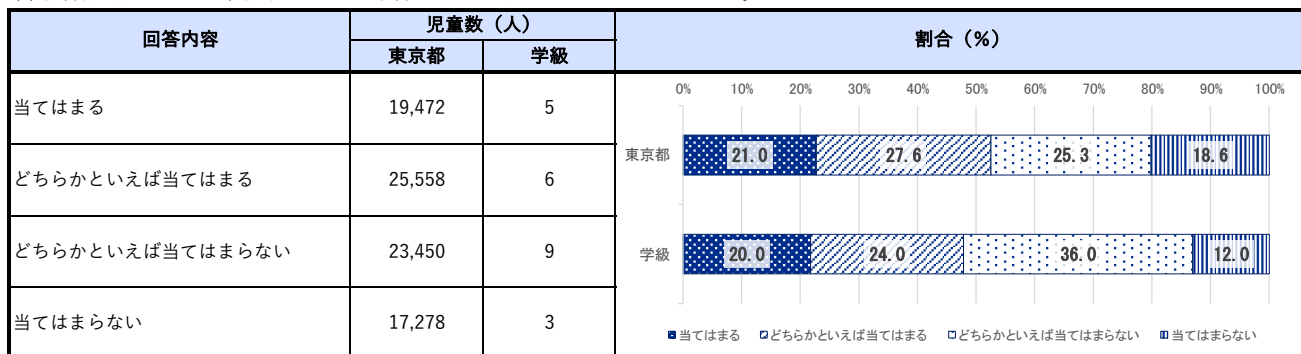 回答内容 児童数（人） 割合（％）
東京都 学級
当てはまる 19,472 5
どちらかといえば当てはまる 25,558 6
どちらかといえば当てはまらない 23,450 9
当てはまらない 17,278 3
0% 10% 20% 30% 40% 50% 60% 70% 80% 90% 100%
東京都 21.0 27.6 25.3 18.6
学級 20.0 24.0 36.0 12.0
当てはまる どちらかといえば当てはまる どちらかといえば当てはまらない 当てはまらない